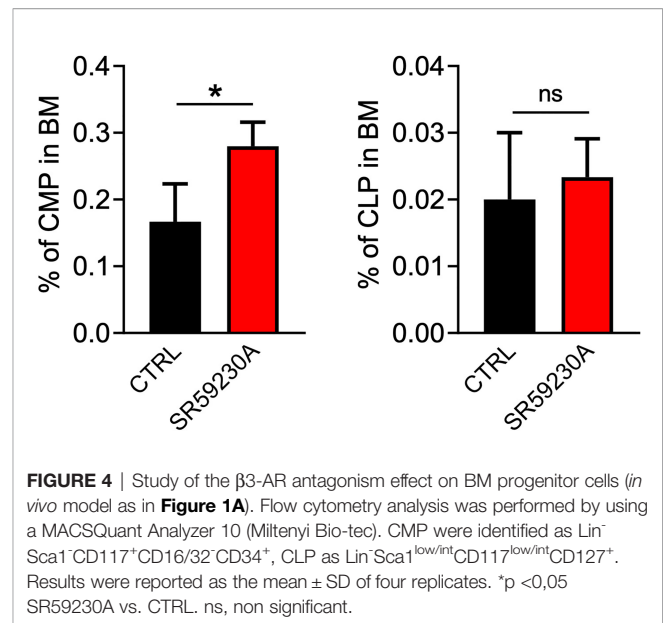 0.4
0.3
0.2
0.1
0.0
% of CMP in BM
*
CTRL
SR59230A
0.04
0.03
0.02
0.01
0.00
% of CLP in BM
ns
CTRL
SR59230A
FIGURE 4 | Study of the β3-AR antagonism effect on BM progenitor cells (in
vivo model as in Figure 1A). Flow cytometry analysis was performed by using
a MACSQuant Analyzer 10 (Miltenyi Bio-tec). CMP were identified as Lin⁻
Sca1⁻CD117⁺CD16/32⁻CD34⁺, CLP as Lin⁻Sca1ˡᵒʷ/ⁱⁿᵗCD117ˡᵒʷ/ⁱⁿᵗCD127⁺.
Results were reported as the mean ± SD of four replicates. *p <0,05
SR59230A vs. CTRL. ns, non significant.